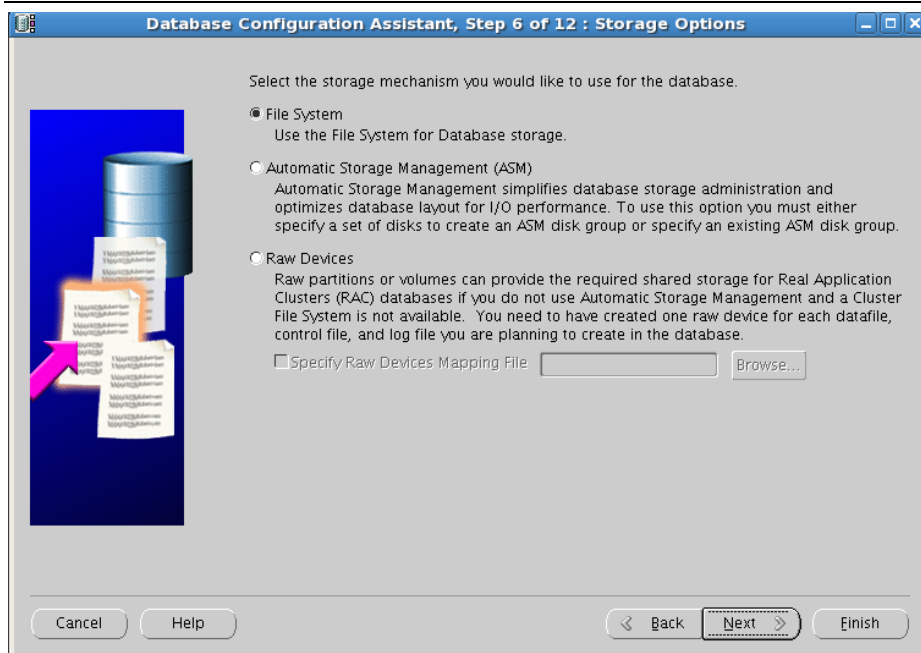 Database Configuration Assistant, Step 6 of 12 : Storage Options
Select the storage mechanism you would like to use for the database.
File System
Use the File System for Database storage.
Automatic Storage Management (ASM)
Automatic Storage Management simplifies database storage administration and
optimizes database layout for I/O performance. To use this option you must either
specify a set of disks to create an ASM disk group or specify an existing ASM disk group.
Raw Devices
Raw partitions or volumes can provide the required shared storage for Real Application
Clusters (RAC) databases if you do not use Automatic Storage Management and a Cluster
File System is not available. You need to have created one raw device for each datafile,
control file, and log file you are planning to create in the database.
Specify Raw Devices Mapping File
Browse...
Cancel
Help
Back
Next
Finish